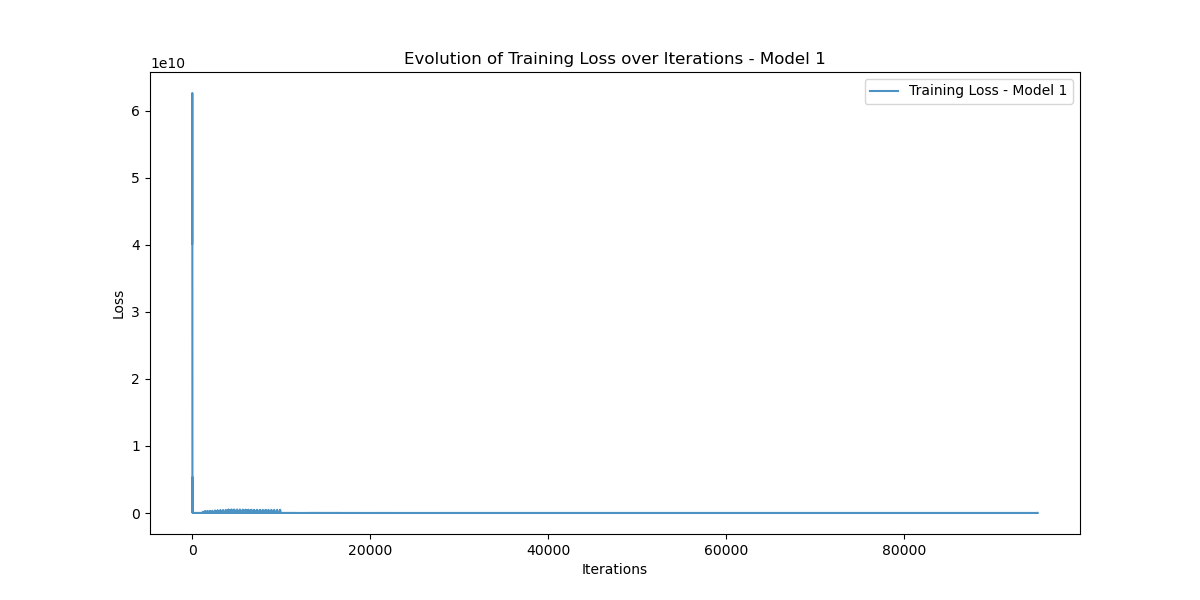 Evolution of Training Loss over Iterations - Model 1
1e10
Training Loss - Model 1
6
5
4
3
2
1
0
Loss
0 20000 40000 60000 80000
Iterations